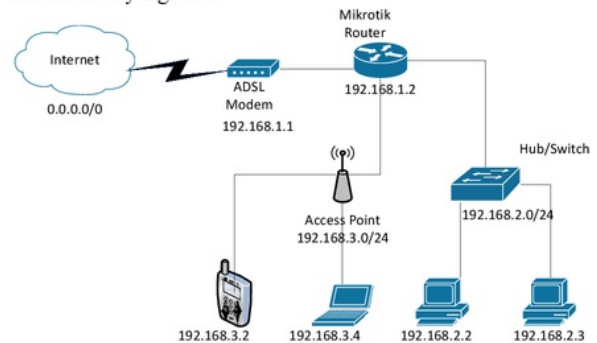 Mikrotik
Router
Internet
ADSL
Modem
192.168.1.2
0.0.0.0/0
192.168.1.1
Hub/Switch
Access Point
192.168.3.0/24
192.168.2.0/24
192.168.3.2
192.168.3.4
192.168.2.2
192.168.2.3